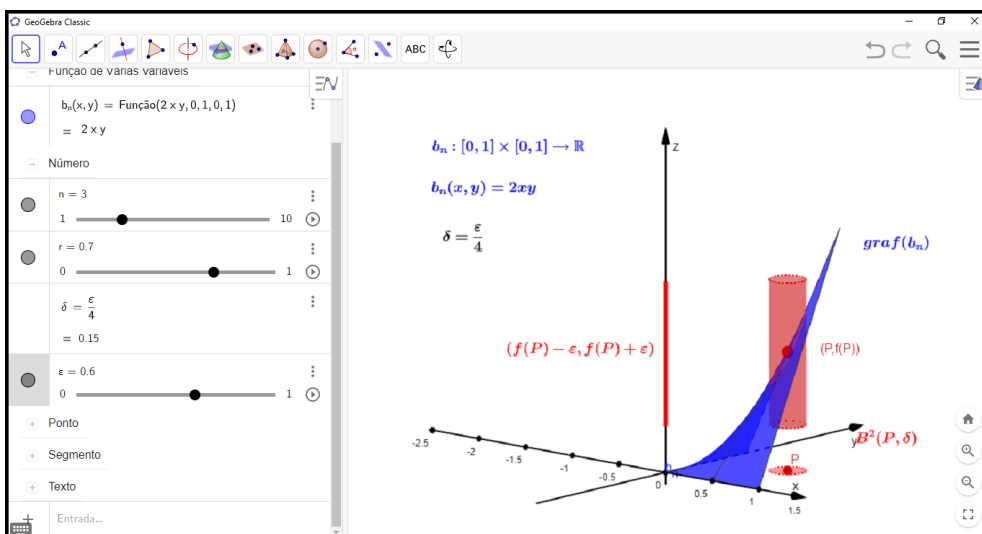 GeoGebra Classic
ABC
Função de Várias Variáveis
bₙ(x, y) = Função(2 x y, 0, 1, 0, 1)
= 2 x y
Número
n = 3
1 10
r = 0.7
0 1
δ = ε/4
= 0.15
ε = 0.6
0 1
Ponto
Segmento
Texto
Entrada...
bₙ : [0, 1] × [0, 1] → ℝ
bₙ(x, y) = 2xy
δ = ε/4
z
graf(bₙ)
(f(P) − ε, f(P) + ε)
(P,f(P))
B²(P, δ)
y
P
x
-2.5
-2
-1.5
-1
-0.5
0
0.5
1
1.5